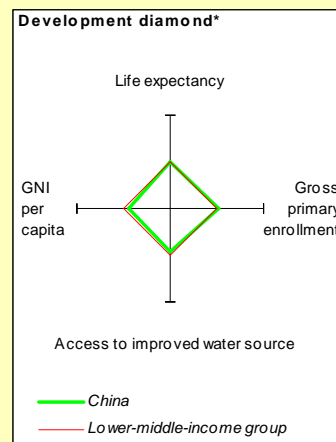 Development diamond*
Life expectancy
GNI
per
capita
Gross
primary
enrollment
Access to improved water source
China
Lower-middle-income group